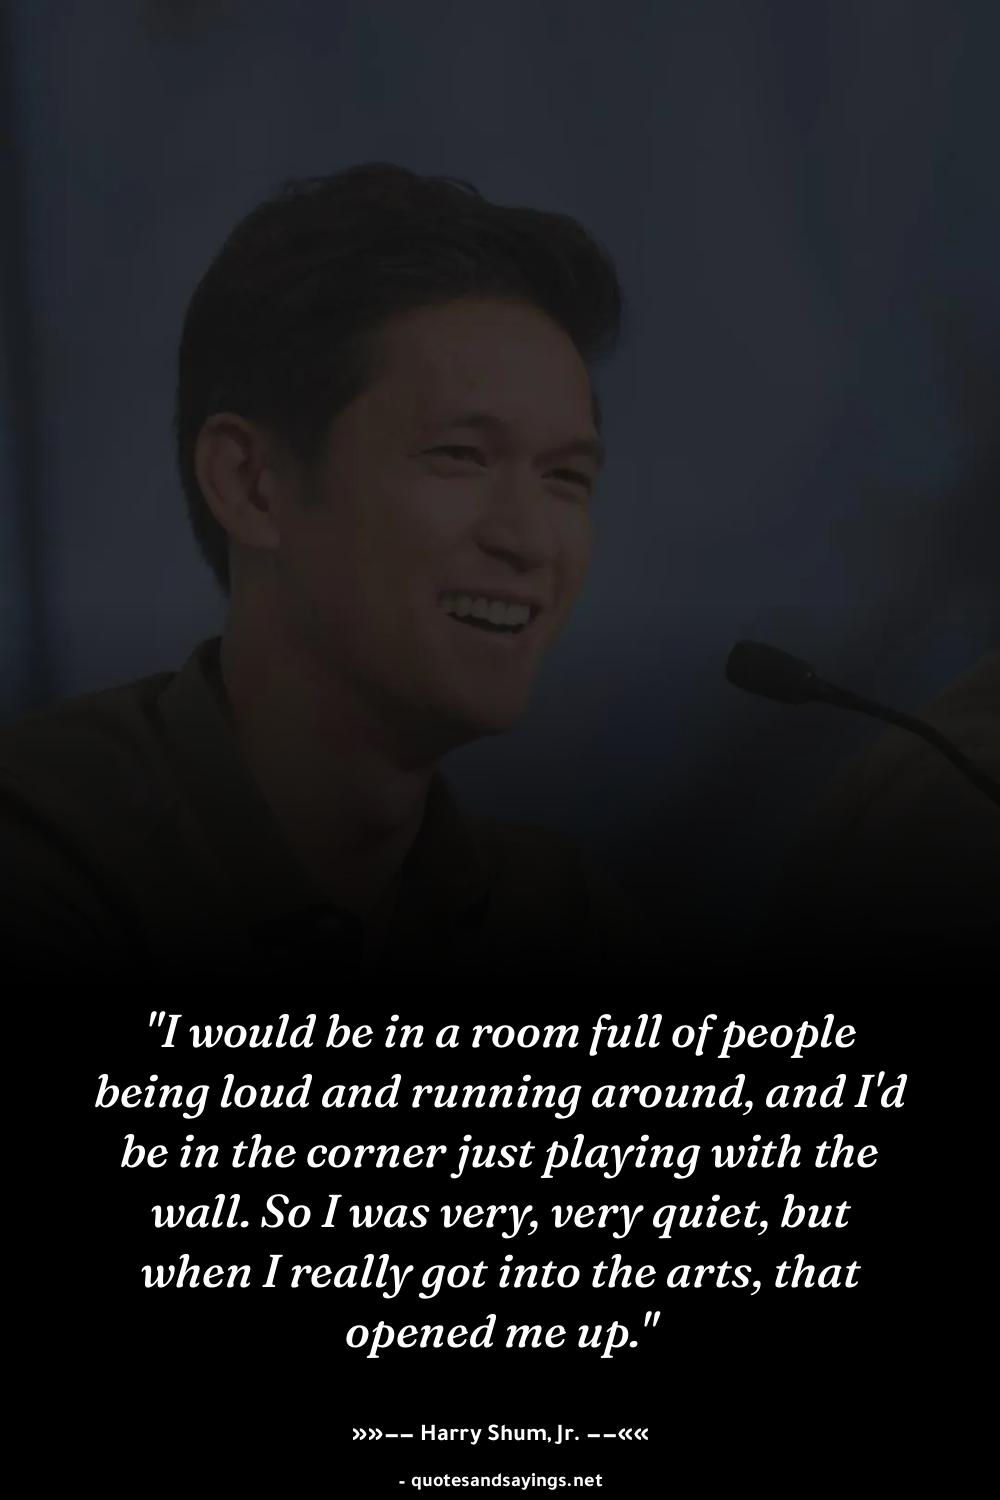 "I would be in a room full of people
being loud and running around, and I'd
be in the corner just playing with the
wall. So I was very, very quiet, but
when I really got into the arts, that
opened me up."
»»-- Harry Shum, Jr. --««
- quotesandsayings.net